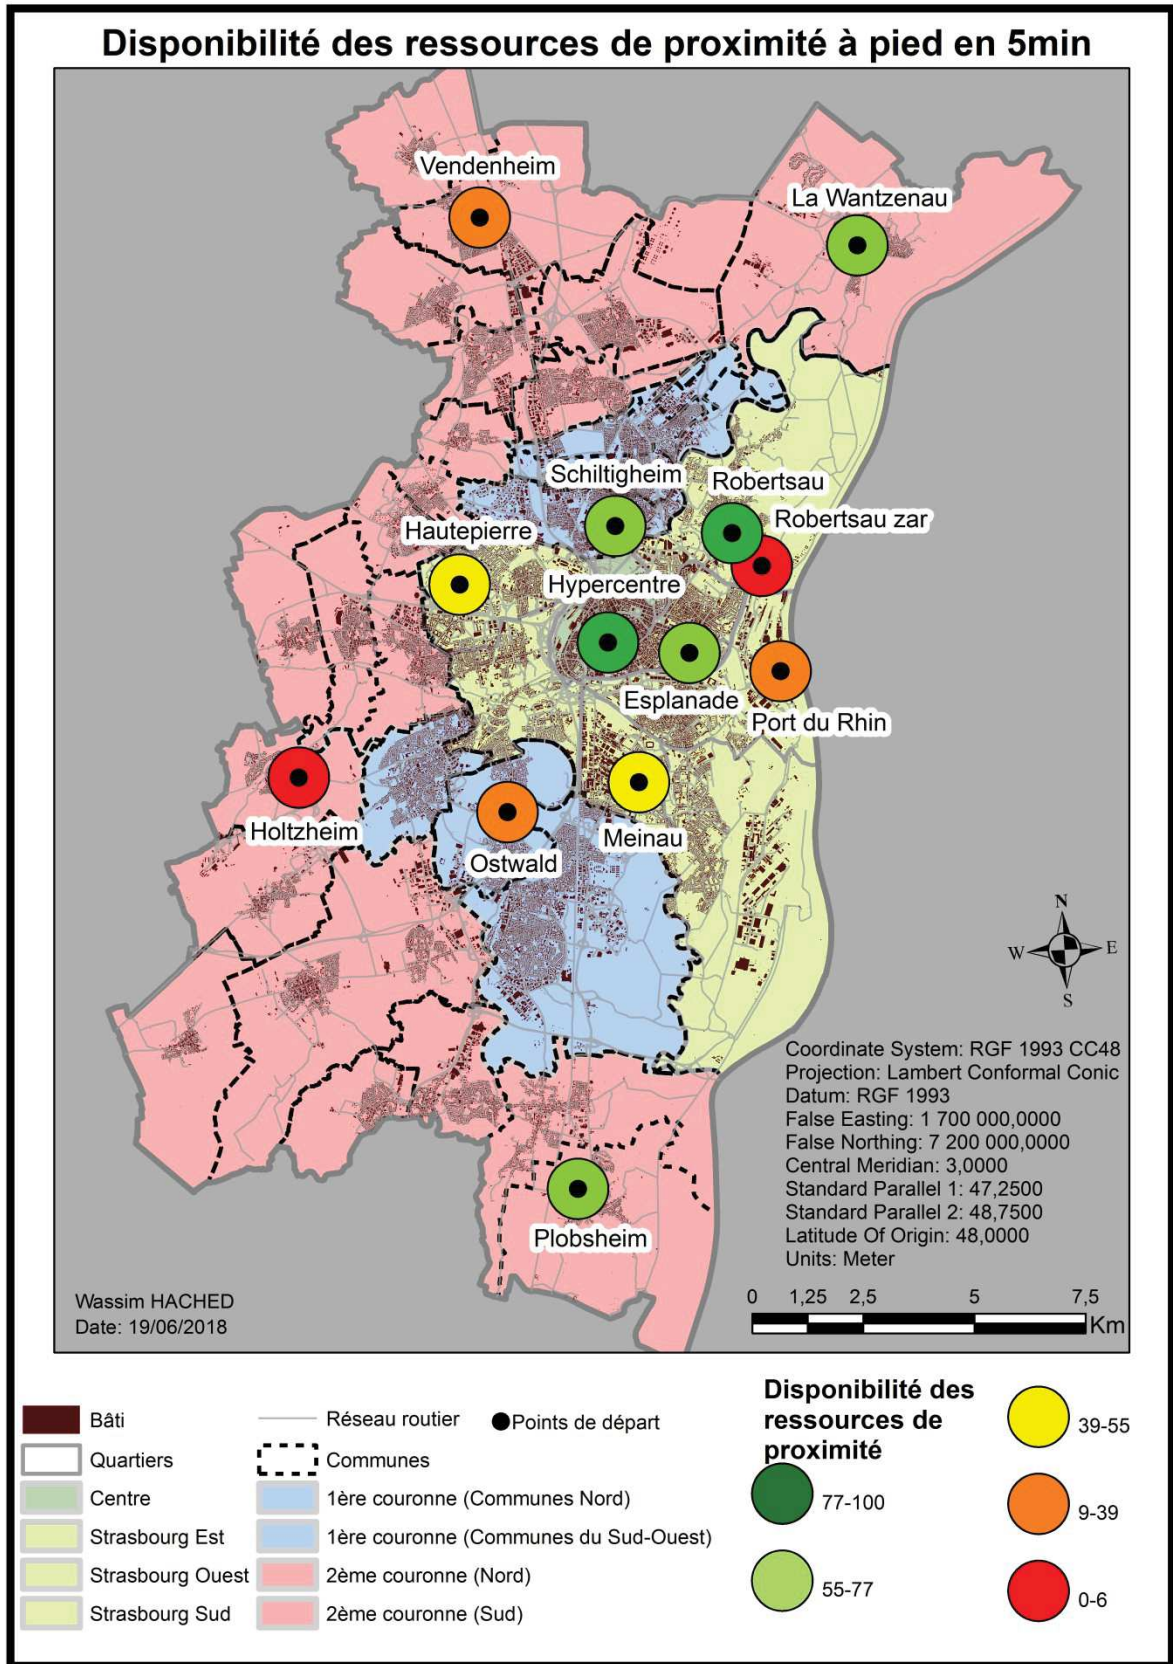 Disponibilité des ressources de proximité à pied en 5min
Vendenheim
La Wantzenau
Schiltigheim
Robertsau
Robertsau zar
Hautepierre
Hypercentre
Esplanade
Port du Rhin
Holtzheim
Ostwald
Meinau
Plobsheim
N
W
E
S
Coordinate System: RGF 1993 CC48
Projection: Lambert Conformal Conic
Datum: RGF 1993
False Easting: 1 700 000,0000
False Northing: 7 200 000,0000
Central Meridian: 3,0000
Standard Parallel 1: 47,2500
Standard Parallel 2: 48,7500
Latitude Of Origin: 48,0000
Units: Meter
0 1,25 2,5 5 7,5
Km
Wassim HACHED
Date: 19/06/2018
Bâti
Quartiers
Centre
Strasbourg Est
Strasbourg Ouest
Strasbourg Sud
Réseau routier
Points de départ
Communes
1ère couronne (Communes Nord)
1ère couronne (Communes du Sud-Ouest)
2ème couronne (Nord)
2ème couronne (Sud)
Disponibilité des
ressources de
proximité
77-100
55-77
39-55
9-39
0-6